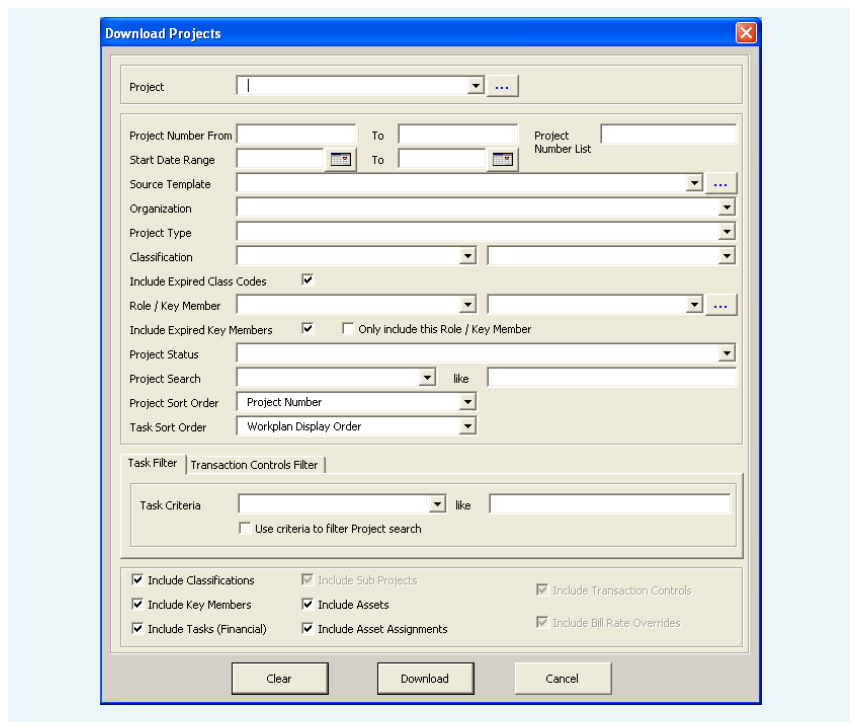 Download Projects
Project
...
Project Number From To Project Number List
Start Date Range To
Source Template ...
Organization
Project Type
Classification
Include Expired Class Codes
Role / Key Member ...
Include Expired Key Members Only include this Role / Key Member
Project Status
Project Search like
Project Sort Order Project Number
Task Sort Order Workplan Display Order
Task Filter Transaction Controls Filter
Task Criteria like
Use criteria to filter Project search
Include Classifications Include Sub Projects Include Transaction Controls
Include Key Members Include Assets
Include Tasks (Financial) Include Asset Assignments Include Bill Rate Overrides
Clear Download Cancel